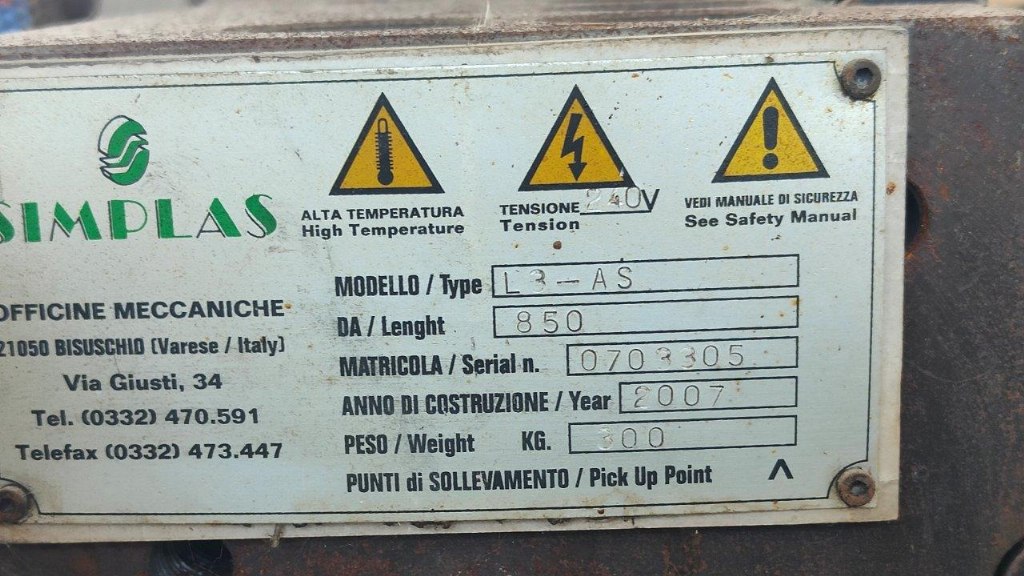 SIMPLAS
OFFICINE MECCANICHE
21050 BISUSCHIO (Varese / Italy)
Via Giusti, 34
Tel. (0332) 470.591
Telefax (0332) 473.447
ALTA TEMPERATURA
High Temperature
TENSIONE 240V
Tension
VEDI MANUALE DI SICUREZZA
See Safety Manual
MODELLO / Type L3-AS
DA / Lenght 850
MATRICOLA / Serial n. 0703305
ANNO DI COSTRUZIONE / Year 2007
PESO / Weight KG. 300
PUNTI di SOLLEVAMENTO / Pick Up Point ^